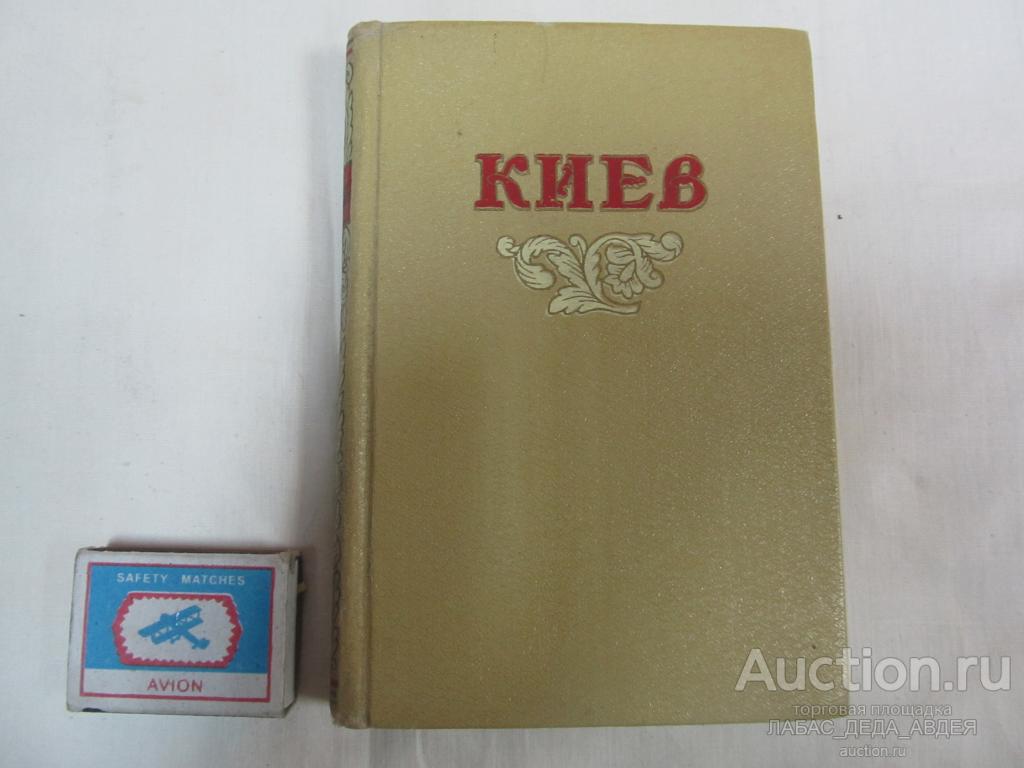 КИЕВ
SAFETY MATCHES
AVION
Auction.ru
торговая площадка
ЛАБАС_ДЕДА_АВДЕЯ
auction.ru